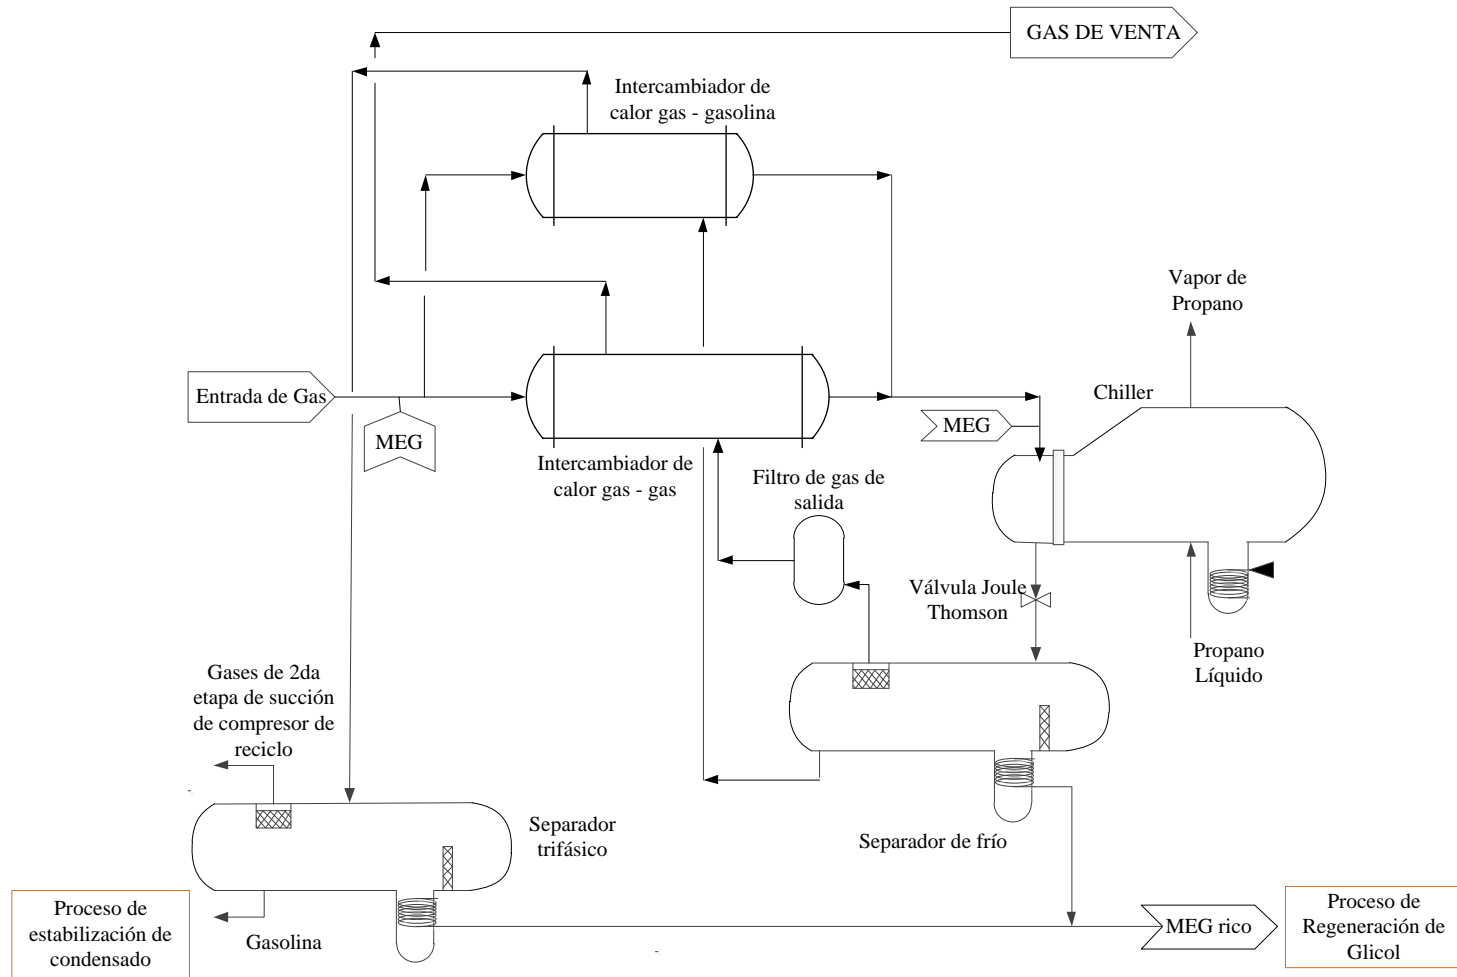 GAS DE VENTA
Intercambiador de
calor gas - gasolina
Vapor de
Propano
Entrada de Gas
MEG
Chiller
MEG
Intercambiador de
calor gas - gas
Filtro de gas de
salida
Válvula Joule
Thomson
Propano
Líquido
Gases de 2da
etapa de succión
de compresor de
reciclo
Separador
trifásico
Separador de frío
Proceso de
estabilización de
condensado
Gasolina
MEG rico
Proceso de
Regeneración de
Glicol